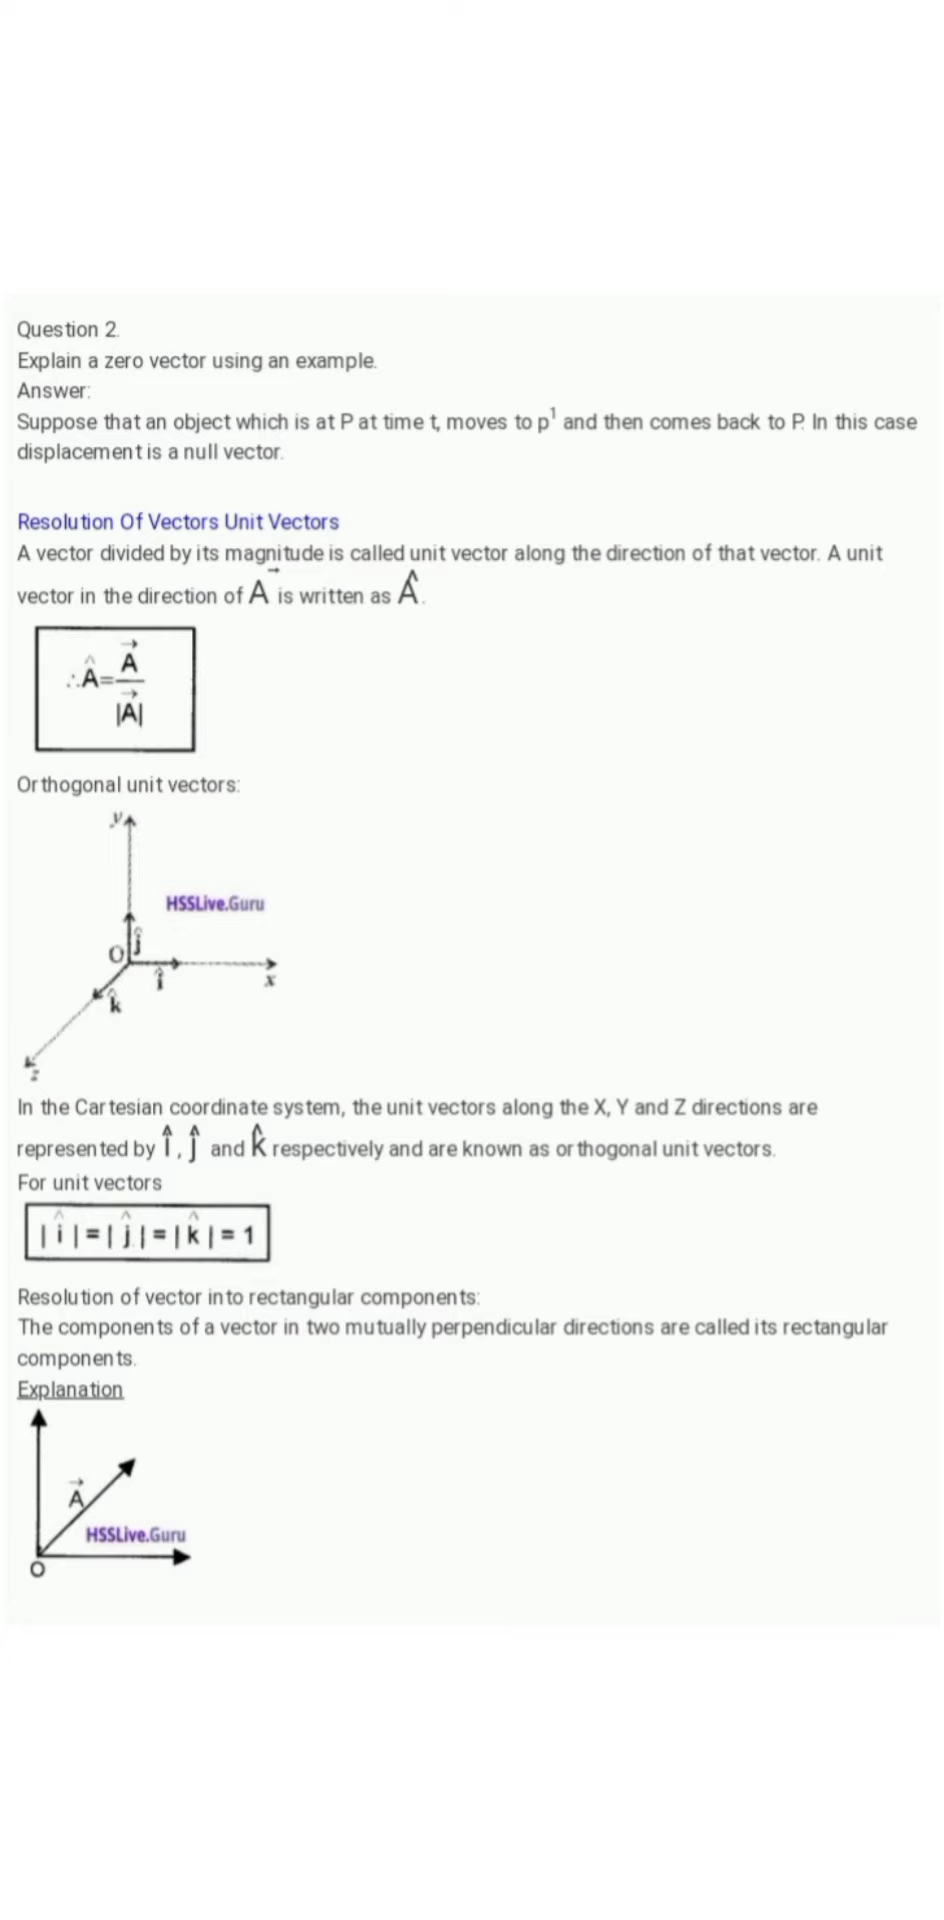 Question 2.
Explain a zero vector using an example.
Answer:
Suppose that an object which is at P at time t, moves to p¹ and then comes back to P. In this case
displacement is a null vector.
Resolution Of Vectors Unit Vectors
A vector divided by its magnitude is called unit vector along the direction of that vector. A unit
vector in the direction of A⃗ is written as Â.
∴Â=A⃗/|A⃗|
Orthogonal unit vectors:
y
HSSLive.Guru
O ĵ
î x
k̂
z
In the Cartesian coordinate system, the unit vectors along the X, Y and Z directions are
represented by î, ĵ and k̂ respectively and are known as orthogonal unit vectors.
For unit vectors
|î|=|ĵ|=|k̂|=1
Resolution of vector into rectangular components:
The components of a vector in two mutually perpendicular directions are called its rectangular
components.
Explanation
A⃗
HSSLive.Guru
O